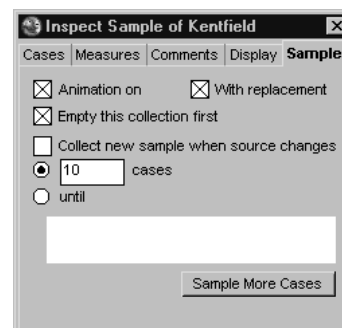 Inspect Sample of Kentfield
Cases Measures Comments Display Sample
Animation on With replacement
Empty this collection first
Collect new sample when source changes
10 cases
until
Sample More Cases